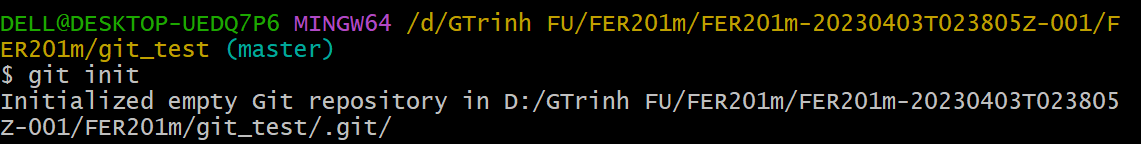 DELL@DESKTOP-UEDQ7P6 MINGW64 /d/GTrinh FU/FER201m/FER201m-20230403T023805Z-001/F
ER201m/git_test (master)
$ git init
Initialized empty Git repository in D:/GTrinh FU/FER201m/FER201m-20230403T023805
Z-001/FER201m/git_test/.git/